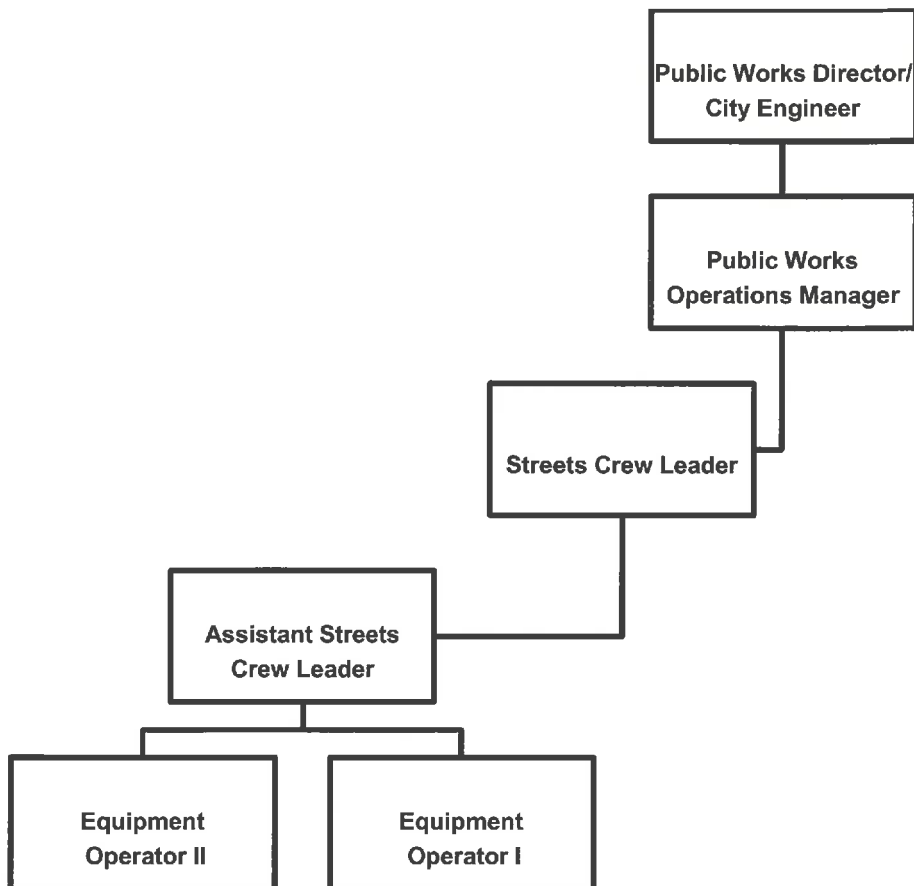 Public Works Director/
City Engineer
Public Works
Operations Manager
Streets Crew Leader
Assistant Streets
Crew Leader
Equipment
Operator II
Equipment
Operator I